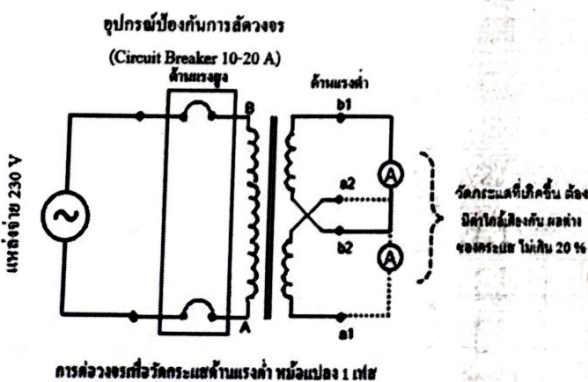 อุปกรณ์ป้องกันการลัดวงจร
(Circuit Breaker 10-20 A)
ด้านแรงสูง
ด้านแรงต่ำ
B
b1
A
a2
แหล่งจ่าย 230 V
b2
A
A
a1
วัดกระแสที่เกิดขึ้น ต้อง
มีค่าใกล้เคียงกัน ผลต่าง
ของกระแส ไม่เกิน 20 %
การต่อวงจรเพื่อวัดกระแสด้านแรงต่ำ หม้อแปลง 1 เฟส